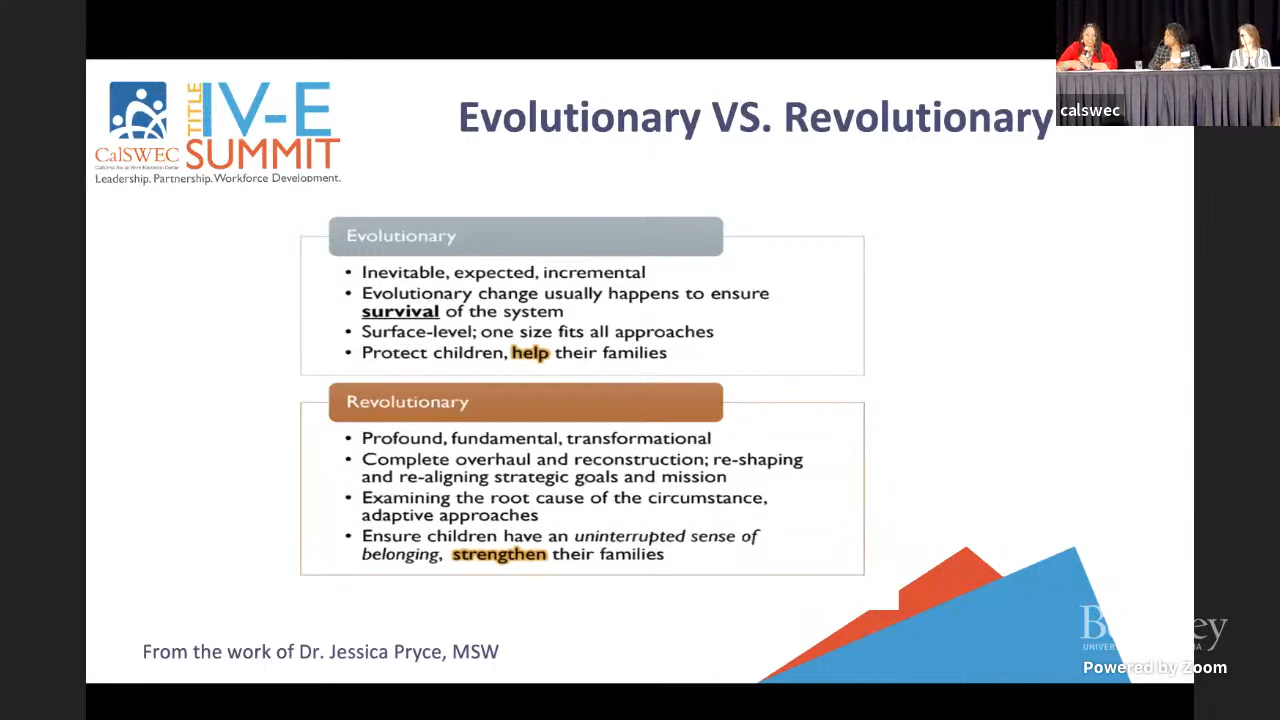 TITLE IV-E
SUMMIT
CalSWEC
Leadership. Partnership. Workforce Development.
Evolutionary VS. Revolutionary
calswec
Evolutionary
• Inevitable, expected, incremental
• Evolutionary change usually happens to ensure
survival of the system
• Surface-level; one size fits all approaches
• Protect children, help their families
Revolutionary
• Profound, fundamental, transformational
• Complete overhaul and reconstruction; re-shaping
and re-aligning strategic goals and mission
• Examining the root cause of the circumstance,
adaptive approaches
• Ensure children have an uninterrupted sense of
belonging, strengthen their families
From the work of Dr. Jessica Pryce, MSW
Powered by Zoom